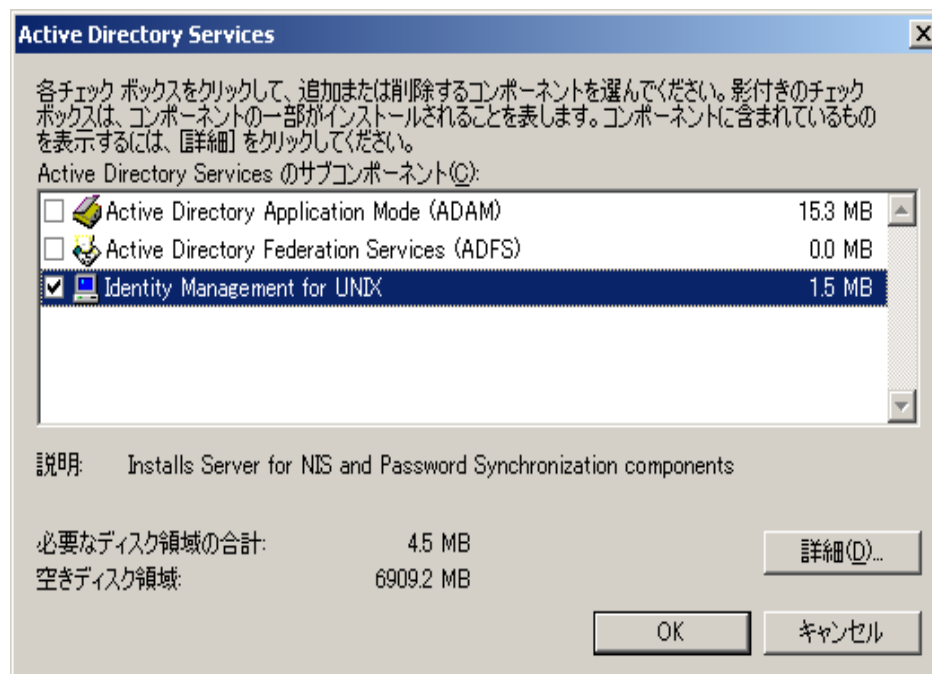 Active Directory Services
各チェック ボックスをクリックして、追加または削除するコンポーネントを選んでください。影付きのチェック
ボックスは、コンポーネントの一部がインストールされることを表します。コンポーネントに含まれているもの
を表示するには、[詳細] をクリックしてください。
Active Directory Services のサブコンポーネント(C):
Active Directory Application Mode (ADAM) 15.3 MB
Active Directory Federation Services (ADFS) 0.0 MB
Identity Management for UNIX 1.5 MB
説明: Installs Server for NIS and Password Synchronization components
必要なディスク領域の合計: 4.5 MB
空きディスク領域: 6909.2 MB
詳細(D)...
OK キャンセル